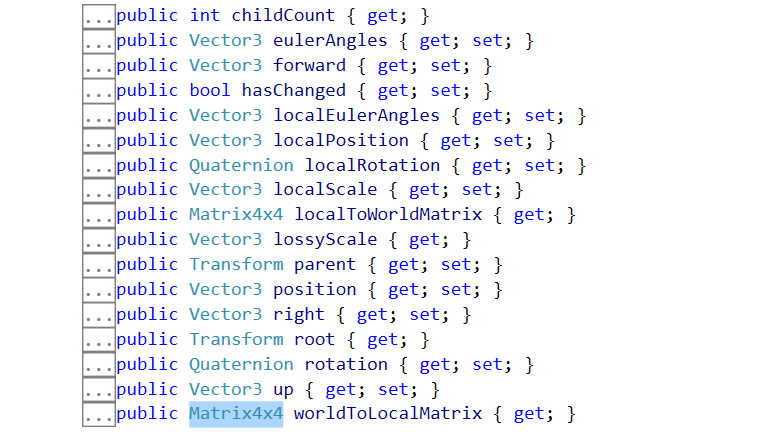 ...public int childCount { get; }
...public Vector3 eulerAngles { get; set; }
...public Vector3 forward { get; set; }
...public bool hasChanged { get; set; }
...public Vector3 localEulerAngles { get; set; }
...public Vector3 localPosition { get; set; }
...public Quaternion localRotation { get; set; }
...public Vector3 localScale { get; set; }
...public Matrix4x4 localToWorldMatrix { get; }
...public Vector3 lossyScale { get; }
...public Transform parent { get; set; }
...public Vector3 position { get; set; }
...public Vector3 right { get; set; }
...public Transform root { get; }
...public Quaternion rotation { get; set; }
...public Vector3 up { get; set; }
...public Matrix4x4 worldToLocalMatrix { get; }